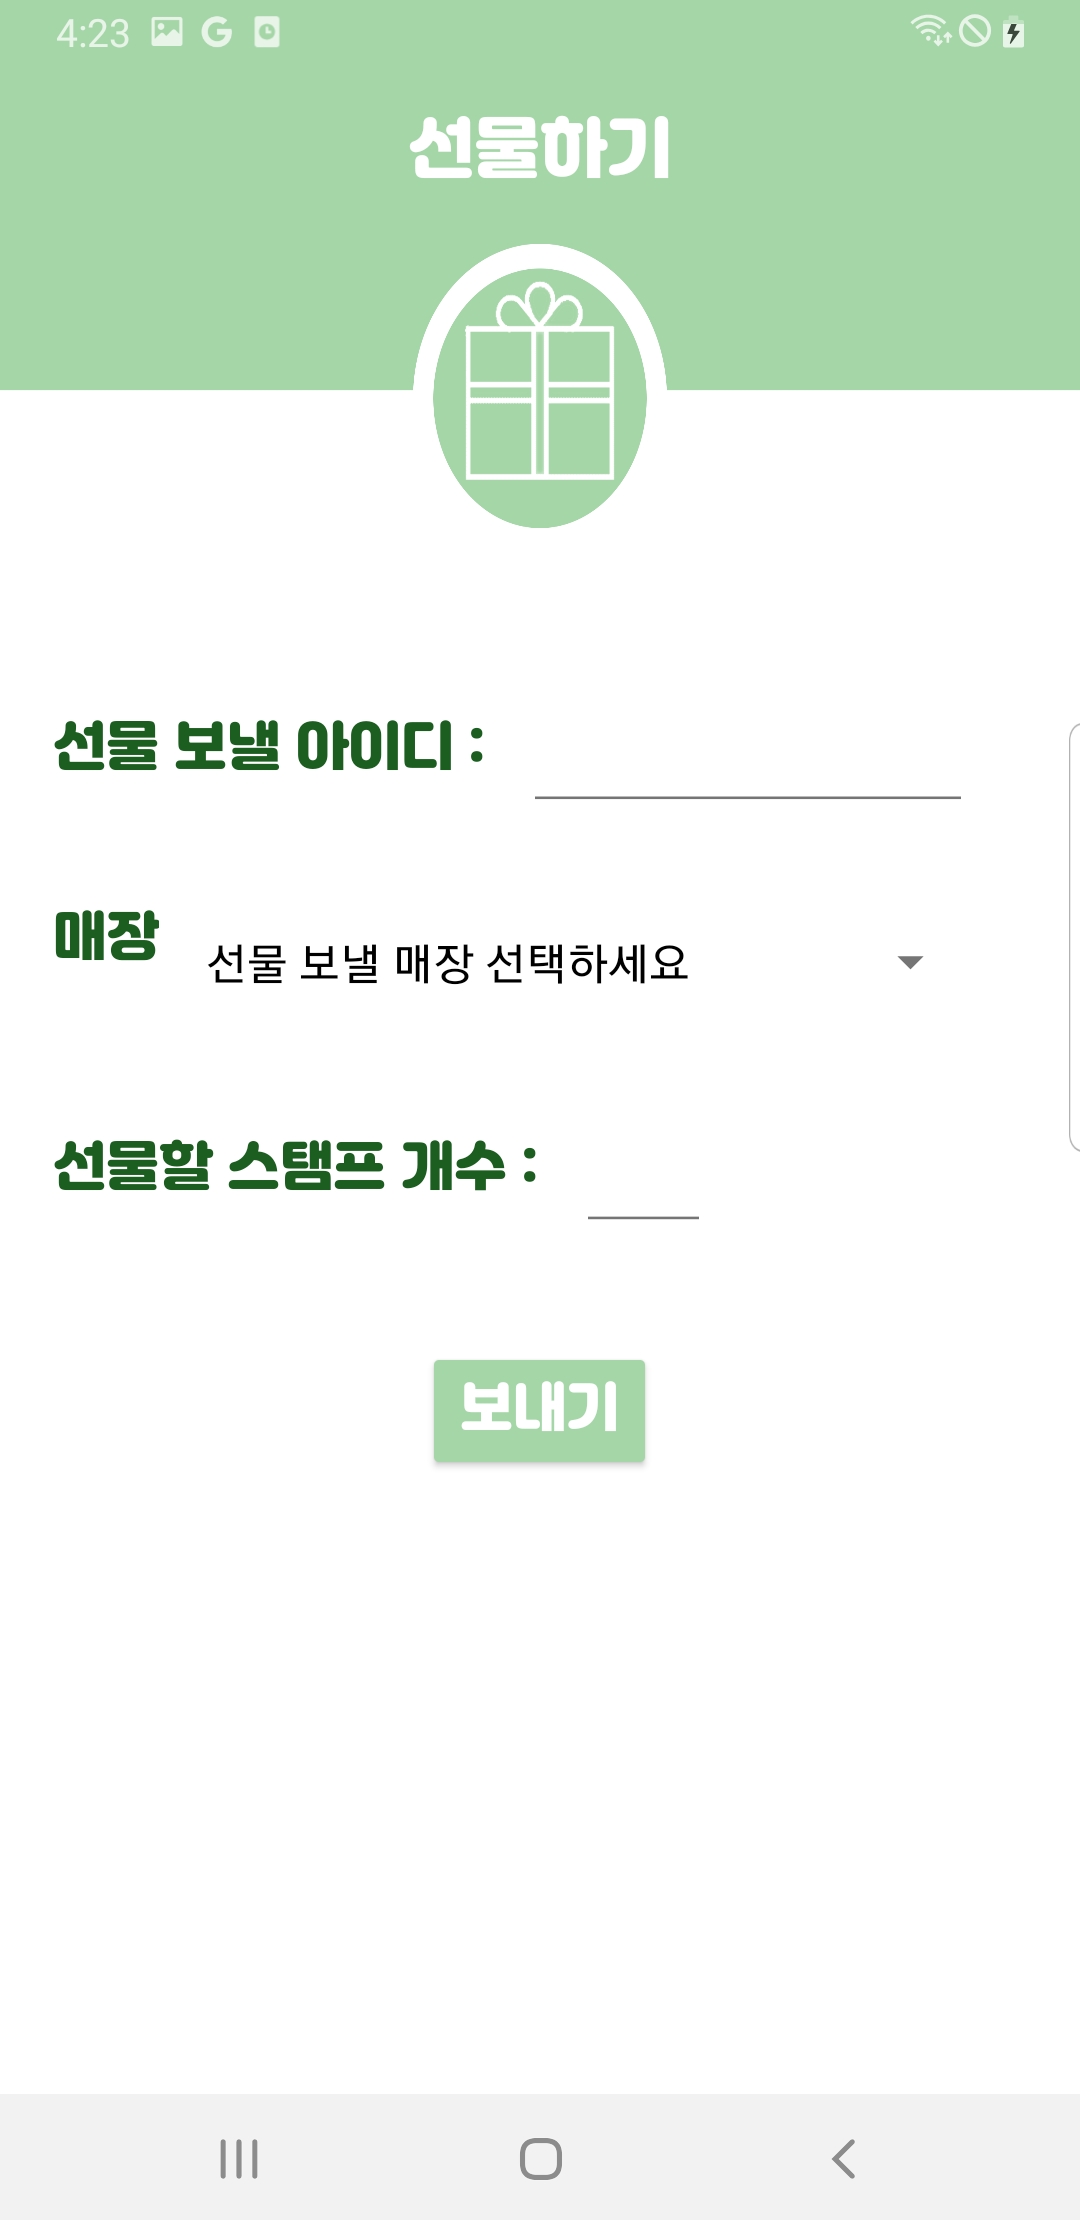 4:23
선물하기
선물 보낼 아이디 :
매장
선물 보낼 매장 선택하세요
선물할 스탬프 개수 :
보내기